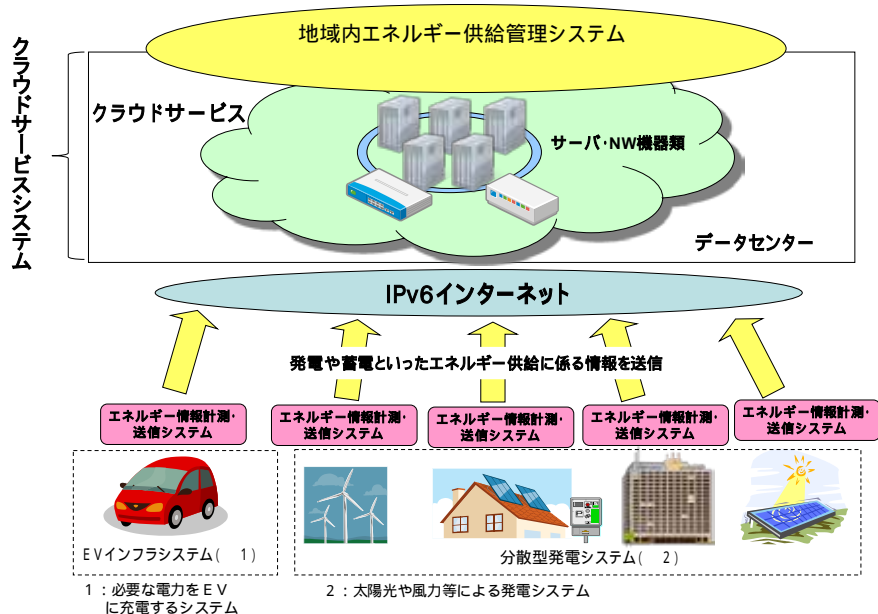 地域内エネルギー供給管理システム
クラウドサービスシステム
クラウドサービス
サーバ・NW機器類
データセンター
IPv6インターネット
発電や蓄電といったエネルギー供給に係る情報を送信
エネルギー情報計測・
送信システム
エネルギー情報計測・
送信システム
エネルギー情報計測・
送信システム
エネルギー情報計測・
送信システム
エネルギー情報計測・
送信システム
EVインフラシステム( 1)
分散型発電システム( 2)
1:必要な電力をEV
に充電するシステム
2:太陽光や風力等による発電システム